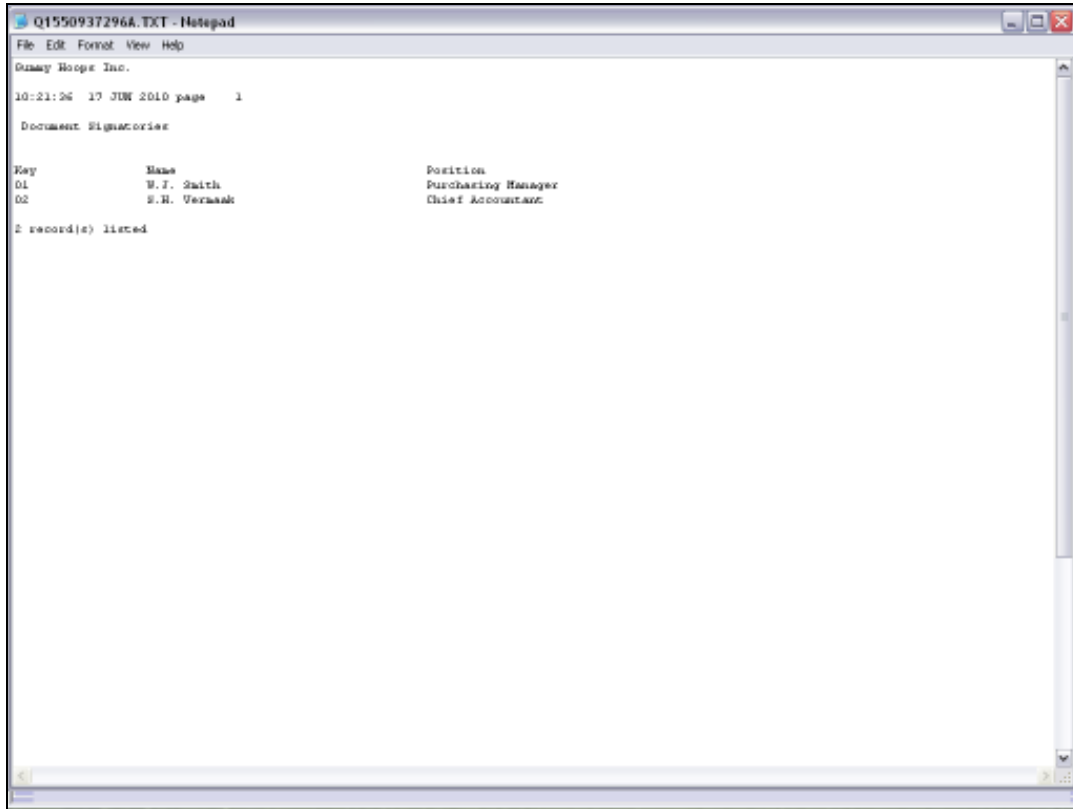 Q1550937296A.TXT - Notepad
File Edit Format View Help
Gummy Hoops Inc.
10:21:36 17 JUN 2010 page 1
Document Signatories
Key Name Position
01 W.J. Smith Purchasing Manager
02 S.H. Vermaak Chief Accountant
2 record(s) listed